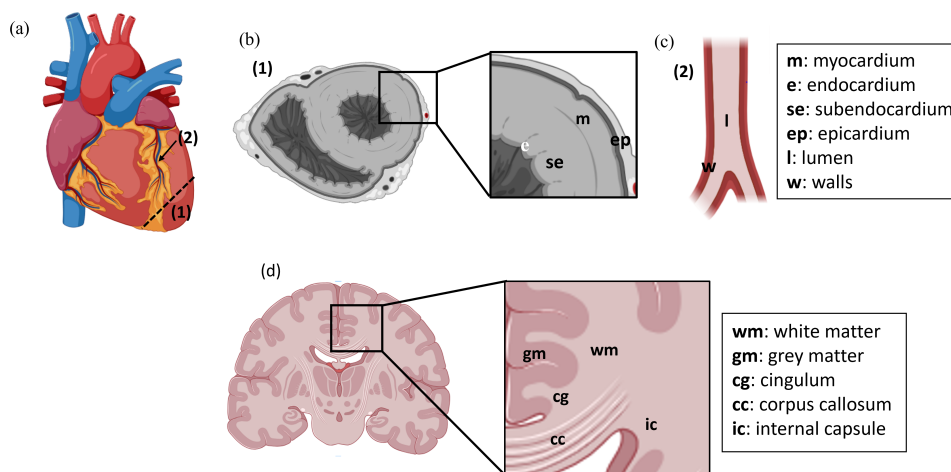 (a)
(2)
(1)
(b)
(1)
m
ep
e
se
(c)
(2)
l
w
m: myocardium
e: endocardium
se: subendocardium
ep: epicardium
l: lumen
w: walls
(d)
gm
wm
cg
cc
ic
wm: white matter
gm: grey matter
cg: cingulum
cc: corpus callosum
ic: internal capsule